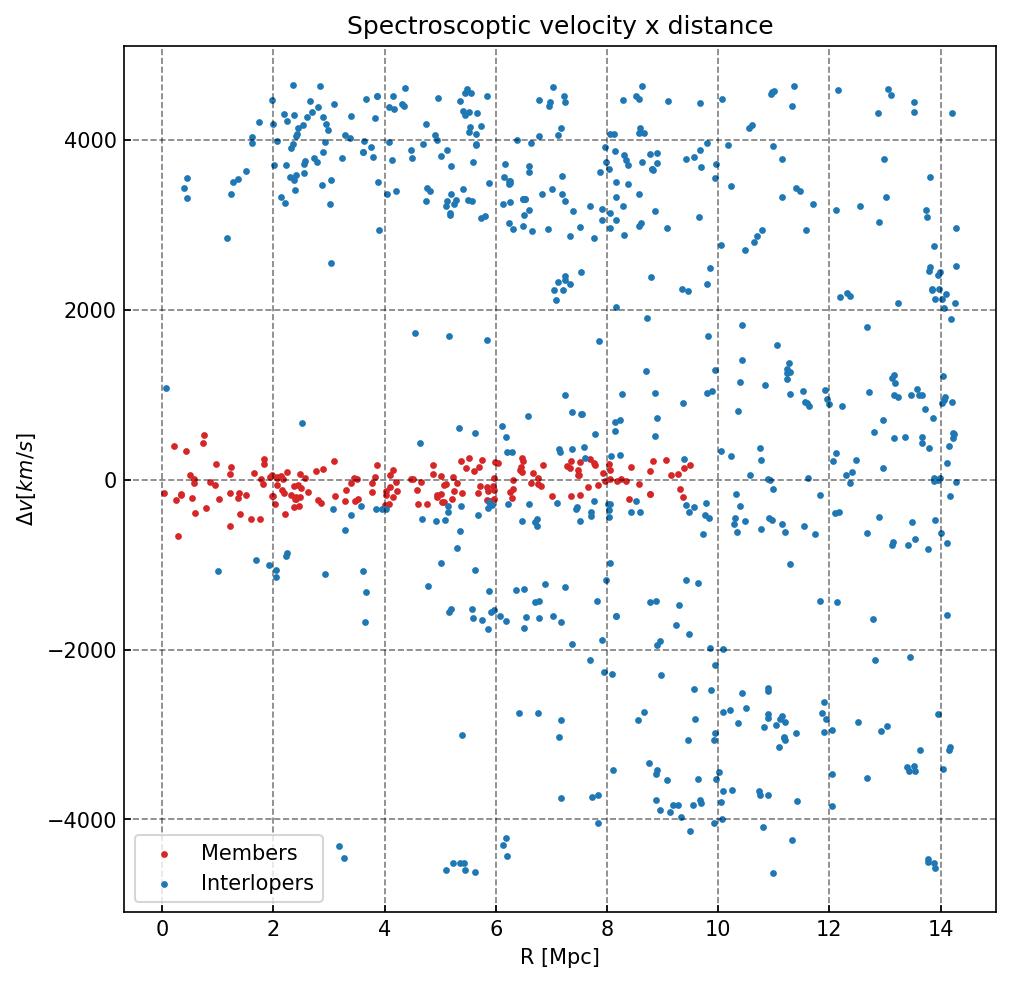 Spectroscoptic velocity x distance
Δv[km/s]
4000
2000
0
−2000
−4000
Members
Interlopers
0 2 4 6 8 10 12 14
R [Mpc]